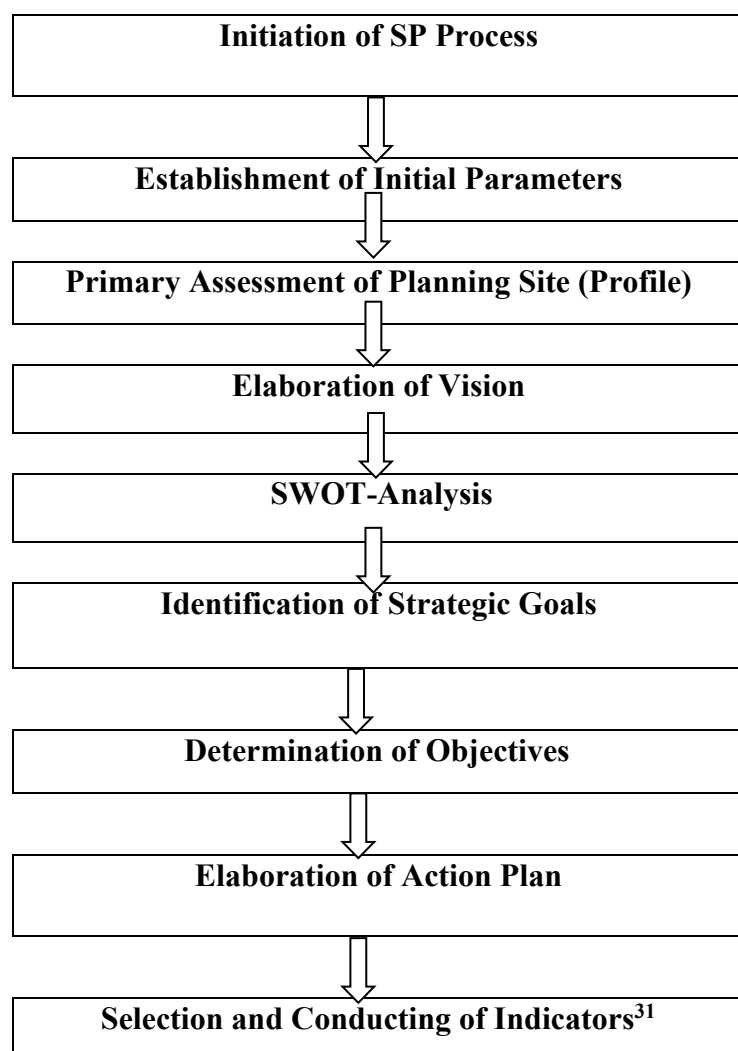 Initiation of SP Process
Establishment of Initial Parameters
Primary Assessment of Planning Site (Profile)
Elaboration of Vision
SWOT-Analysis
Identification of Strategic Goals
Determination of Objectives
Elaboration of Action Plan
Selection and Conducting of Indicators³¹